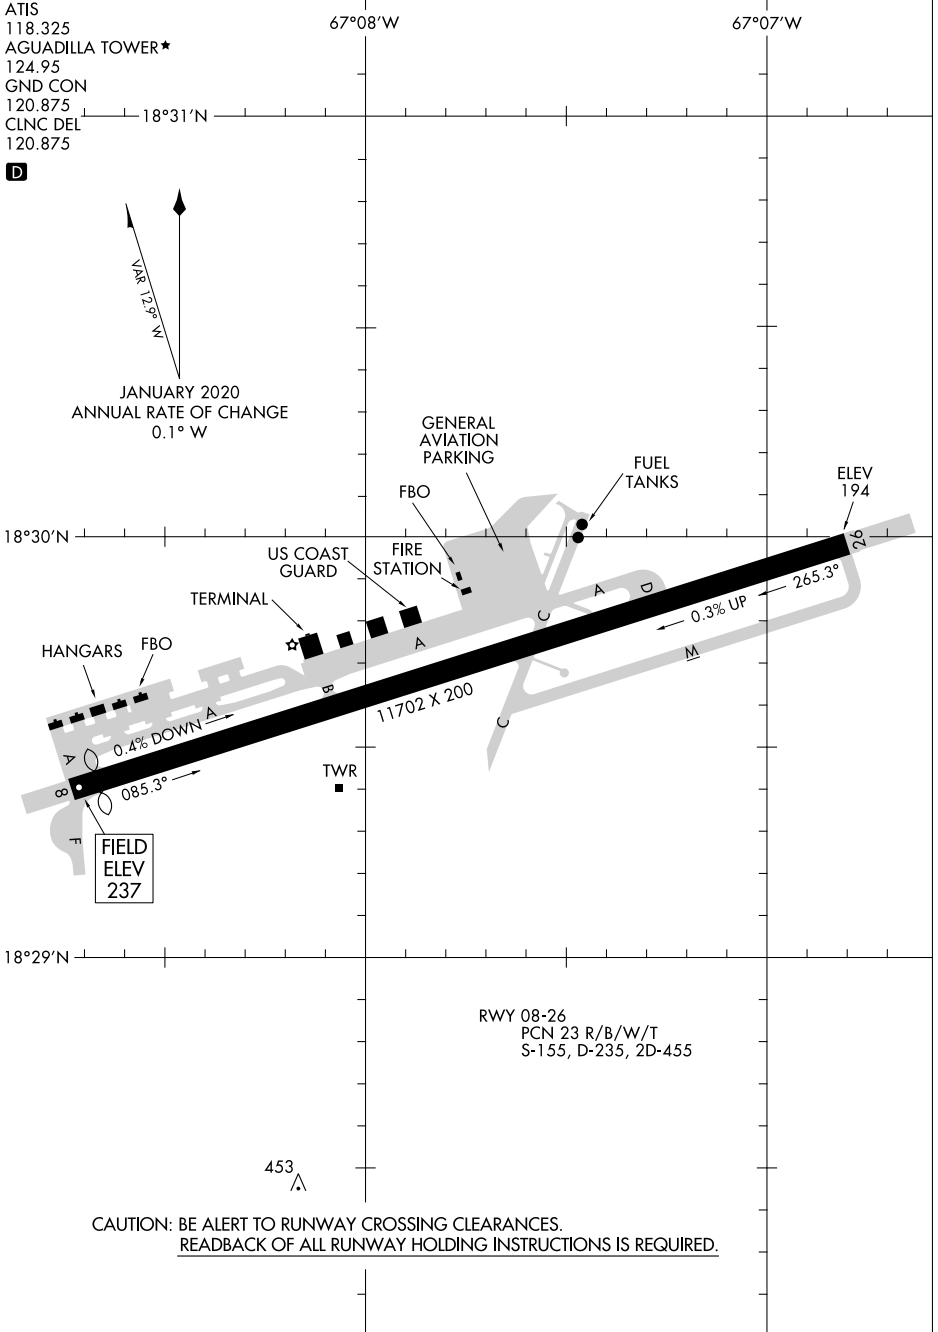 ATIS
118.325
AGUADILLA TOWER★
124.95
GND CON
120.875
CLNC DEL
120.875
D
67°08'W
67°07'W
18°31'N
VAR 12.9° W
JANUARY 2020
ANNUAL RATE OF CHANGE
0.1° W
GENERAL
AVIATION
PARKING
FUEL
TANKS
ELEV
194
FBO
18°30'N
26
US COAST
GUARD
FIRE
STATION
TERMINAL
265.3°
0.3% UP
A
D
C
A
W
HANGARS
FBO
B
A
11702 X 200
C
0.4% DOWN
A
085.3°
8
TWR
F
FIELD
ELEV
237
18°29'N
RWY 08-26
PCN 23 R/B/W/T
S-155, D-235, 2D-455
453
CAUTION: BE ALERT TO RUNWAY CROSSING CLEARANCES.
READBACK OF ALL RUNWAY HOLDING INSTRUCTIONS IS REQUIRED.